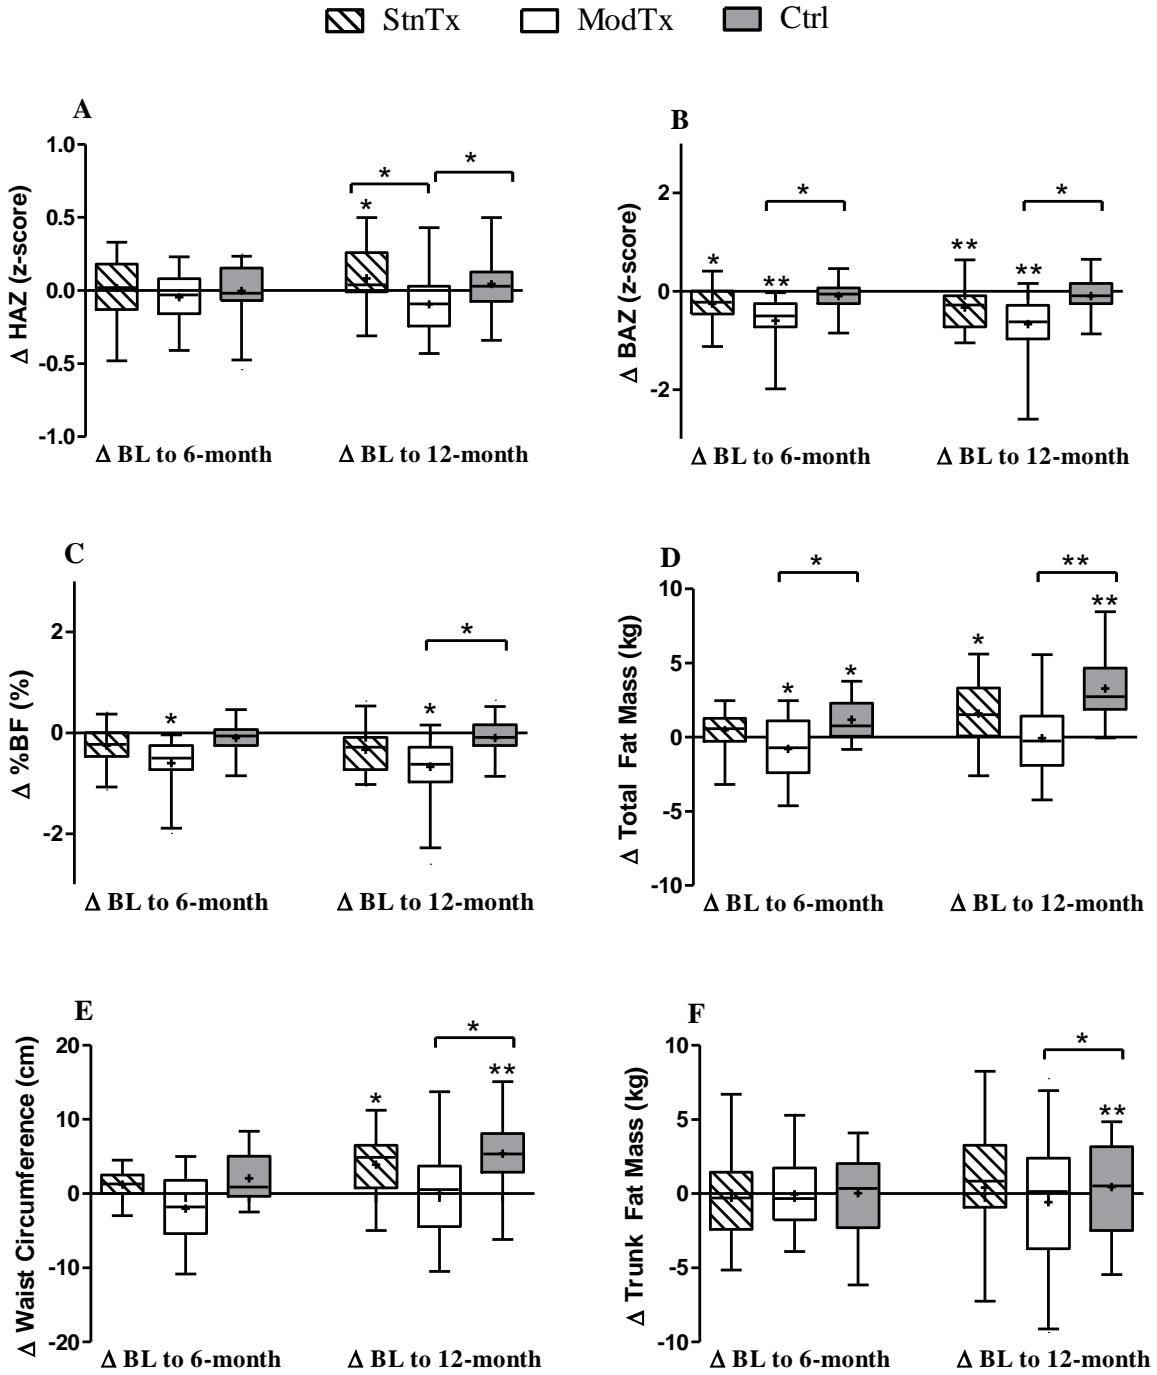 StnTx ModTx Ctrl
A
Δ HAZ (z-score)
1.0
0.5
0.0
-0.5
-1.0
* * *
Δ BL to 6-month Δ BL to 12-month
B
Δ BAZ (z-score)
2
0
-2
* * ** * ** **
Δ BL to 6-month Δ BL to 12-month
C
Δ %BF (%)
2
0
-2
* * *
Δ BL to 6-month Δ BL to 12-month
D
Δ Total Fat Mass (kg)
10
5
0
-5
-10
* * * ** * **
Δ BL to 6-month Δ BL to 12-month
E
Δ Waist Circumference (cm)
20
10
0
-10
-20
* * **
Δ BL to 6-month Δ BL to 12-month
F
Δ Trunk Fat Mass (kg)
10
5
0
-5
-10
* **
Δ BL to 6-month Δ BL to 12-month